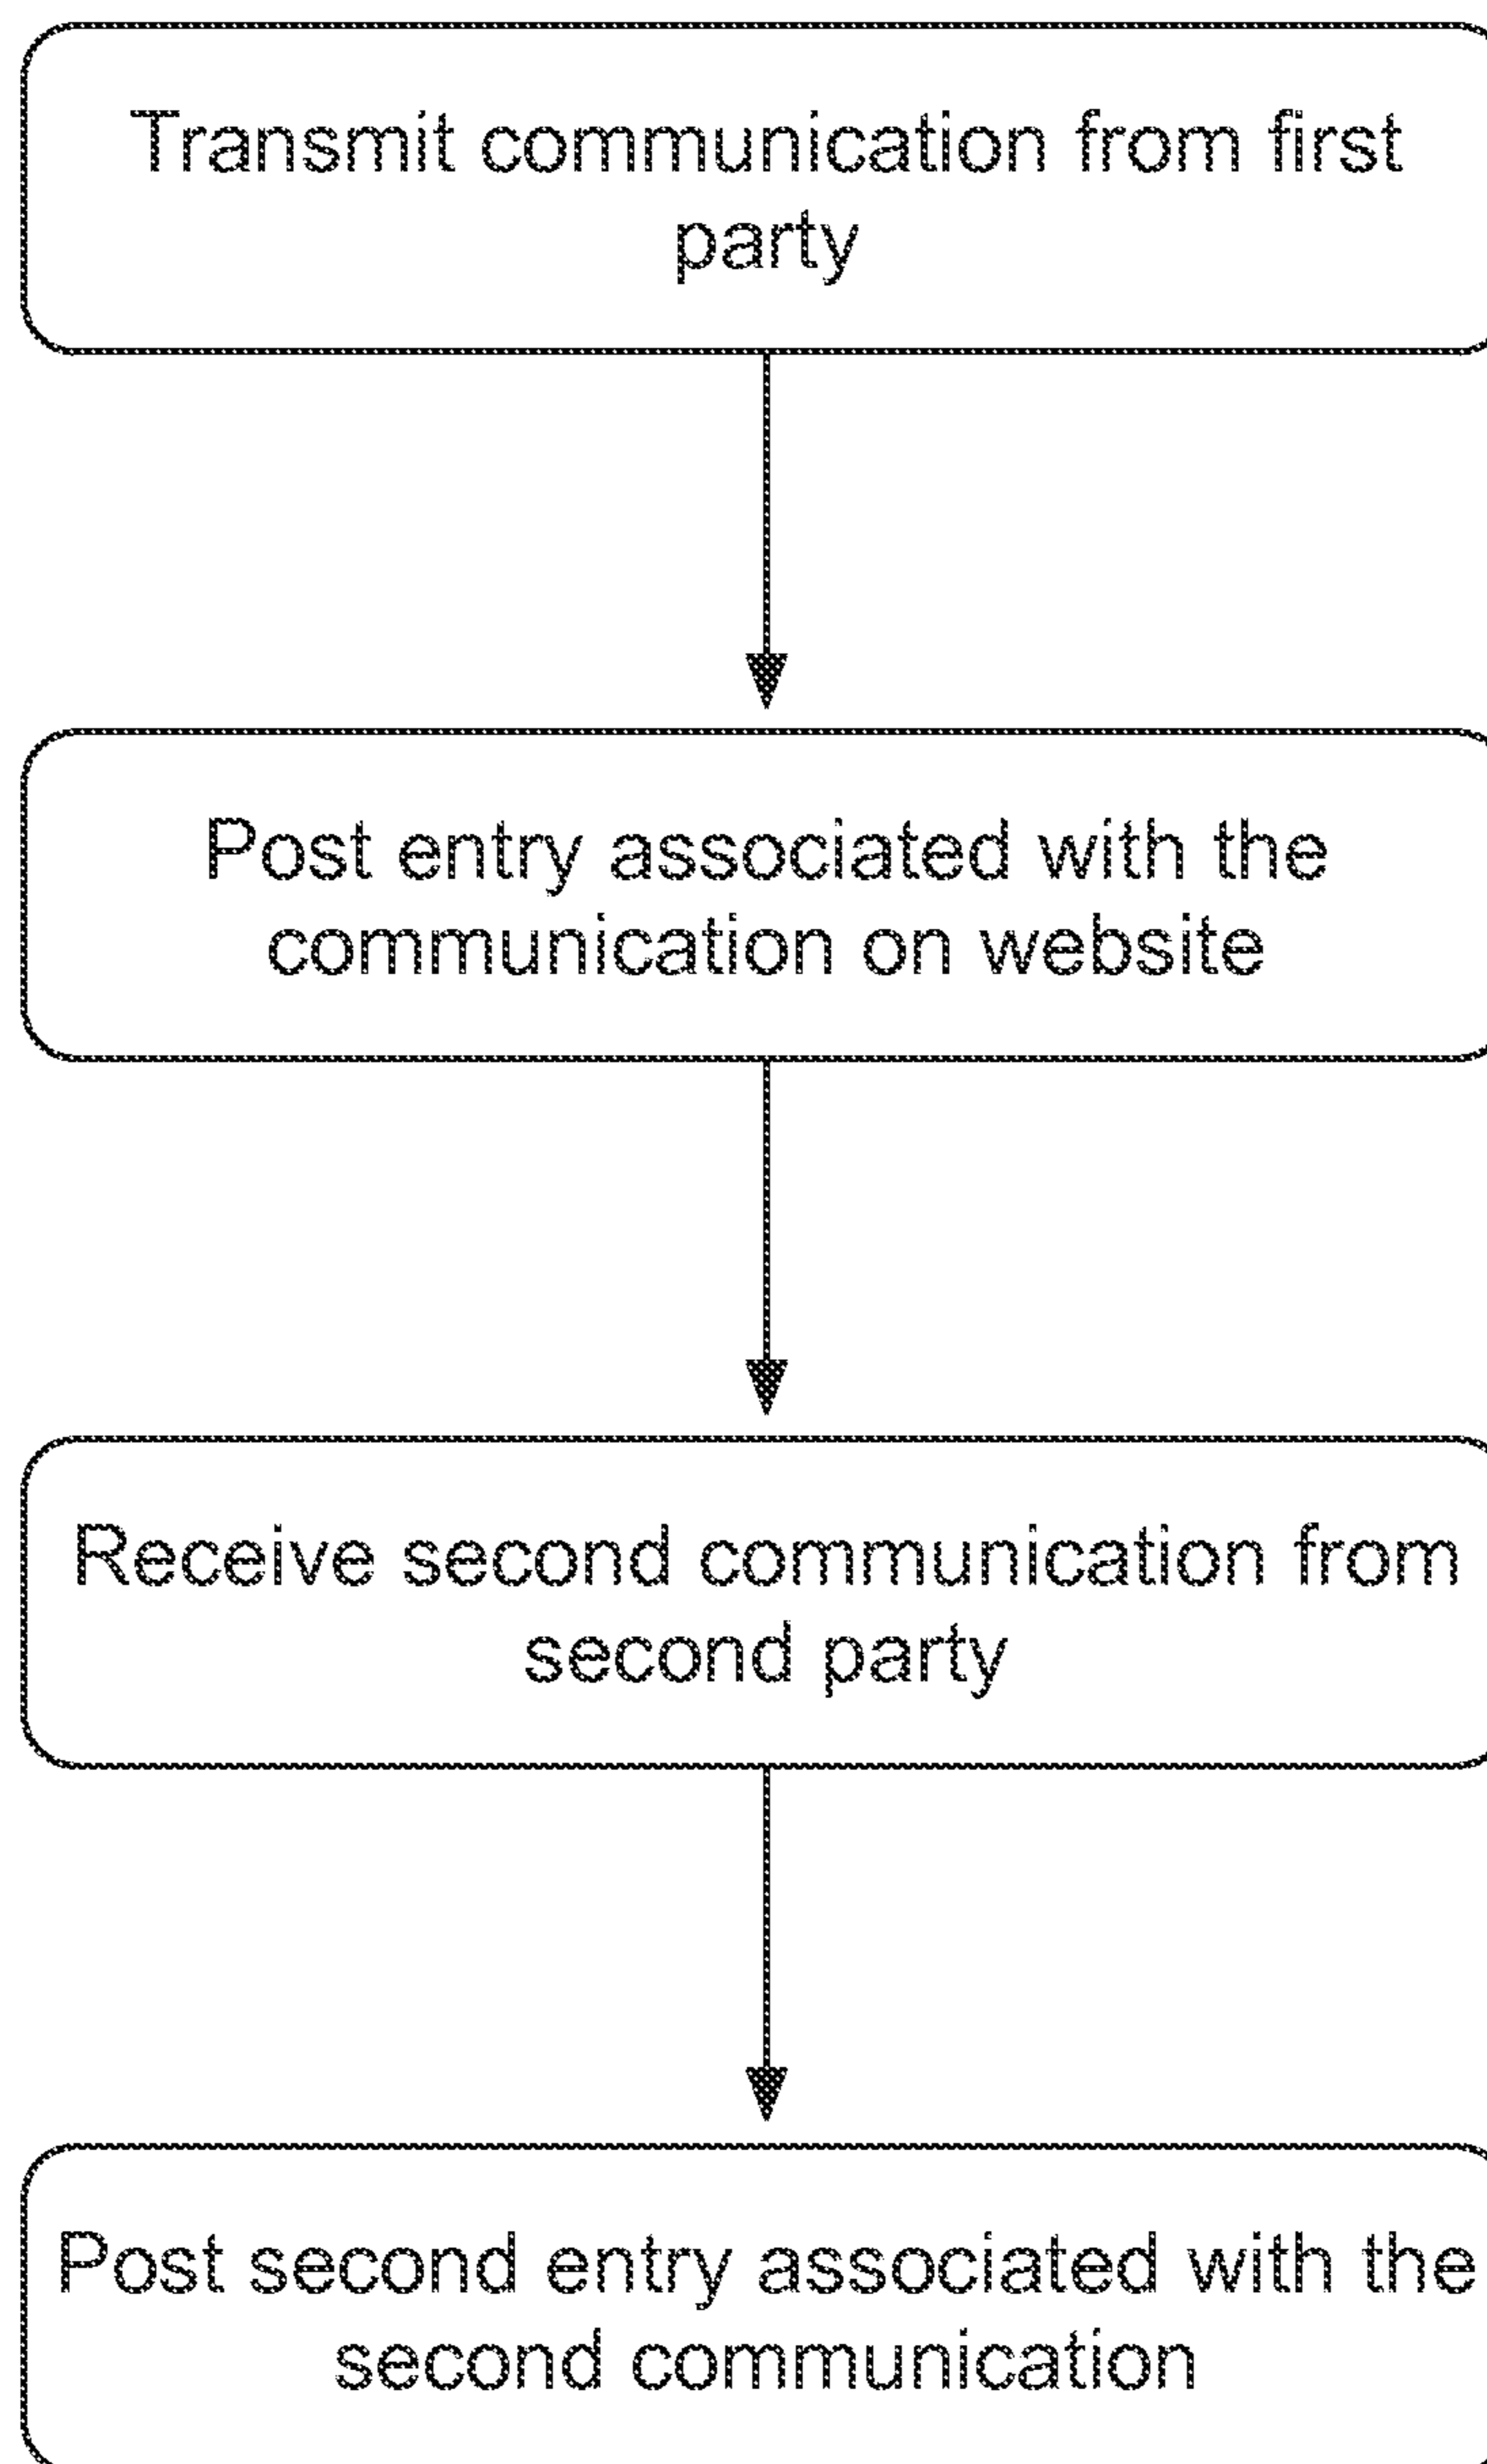 Transmit communication from first
party
Post entry associated with the
communication on website
Receive second communication from
second party
Post second entry associated with the
second communication